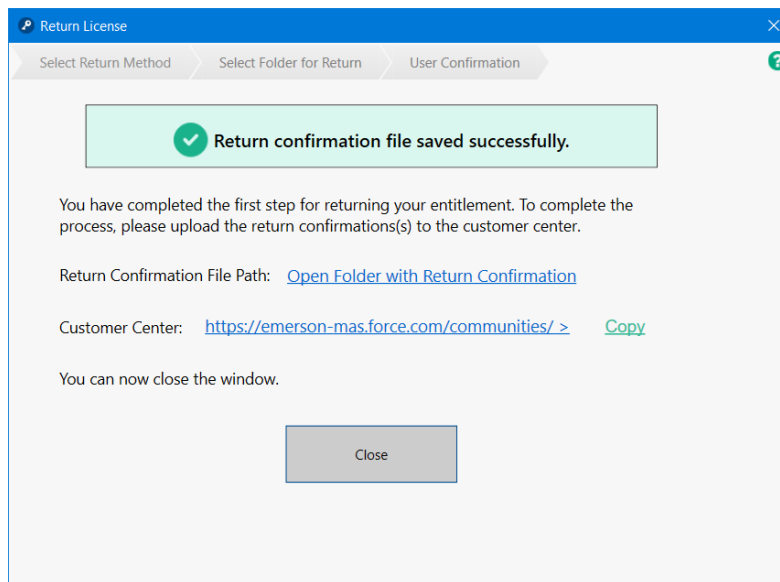 Return License
Select Return Method
Select Folder for Return
User Confirmation
?
Return confirmation file saved successfully.
You have completed the first step for returning your entitlement. To complete the
process, please upload the return confirmations(s) to the customer center.
Return Confirmation File Path: Open Folder with Return Confirmation
Customer Center: https://emerson-mas.force.com/communities/ > Copy
You can now close the window.
Close